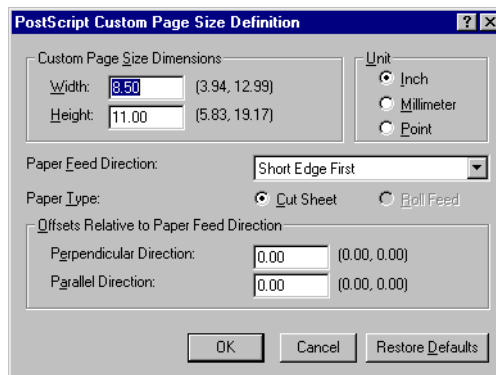 PostScript Custom Page Size Definition
Custom Page Size Dimensions
Width: 8.50 (3.94, 12.99)
Height: 11.00 (5.83, 19.17)
Unit
Inch
Millimeter
Point
Paper Feed Direction: Short Edge First
Paper Type: Cut Sheet Roll Feed
Offsets Relative to Paper Feed Direction
Perpendicular Direction: 0.00 (0.00, 0.00)
Parallel Direction: 0.00 (0.00, 0.00)
OK Cancel Restore Defaults